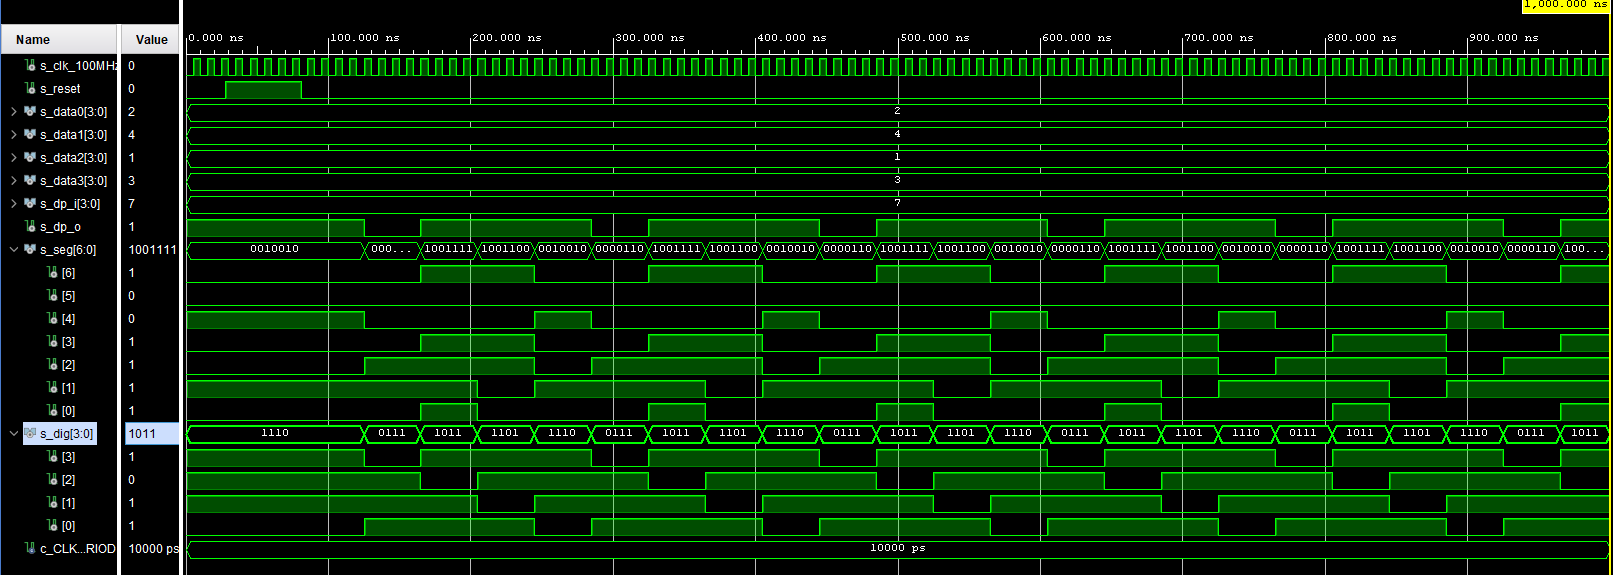 1,000.000 ns
Name Value 0.000 ns 100.000 ns 200.000 ns 300.000 ns 400.000 ns 500.000 ns 600.000 ns 700.000 ns 800.000 ns 900.000 ns
s_clk_100MHz 0
s_reset 0
s_data0[3:0] 2 2
s_data1[3:0] 4 4
s_data2[3:0] 1 1
s_data3[3:0] 3 3
s_dp_i[3:0] 7 7
s_dp_o 1
s_seg[6:0] 1001111 0010010 000... 1001111 1001100 0010010 0000110 1001111 1001100 0010010 0000110 1001111 1001100 0010010 0000110 1001111 1001100 0010010 0000110 1001111 1001100 0010010 0000110 100...
[6] 1
[5] 0
[4] 0
[3] 1
[2] 1
[1] 1
[0] 1
s_dig[3:0] 1011 1110 0111 1011 1101 1110 0111 1011 1101 1110 0111 1011 1101 1110 0111 1011 1101 1110 0111 1011 1101 1110 0111 1011
[3] 1
[2] 0
[1] 1
[0] 1
c_CLK...RIOD 10000 ps 10000 ps